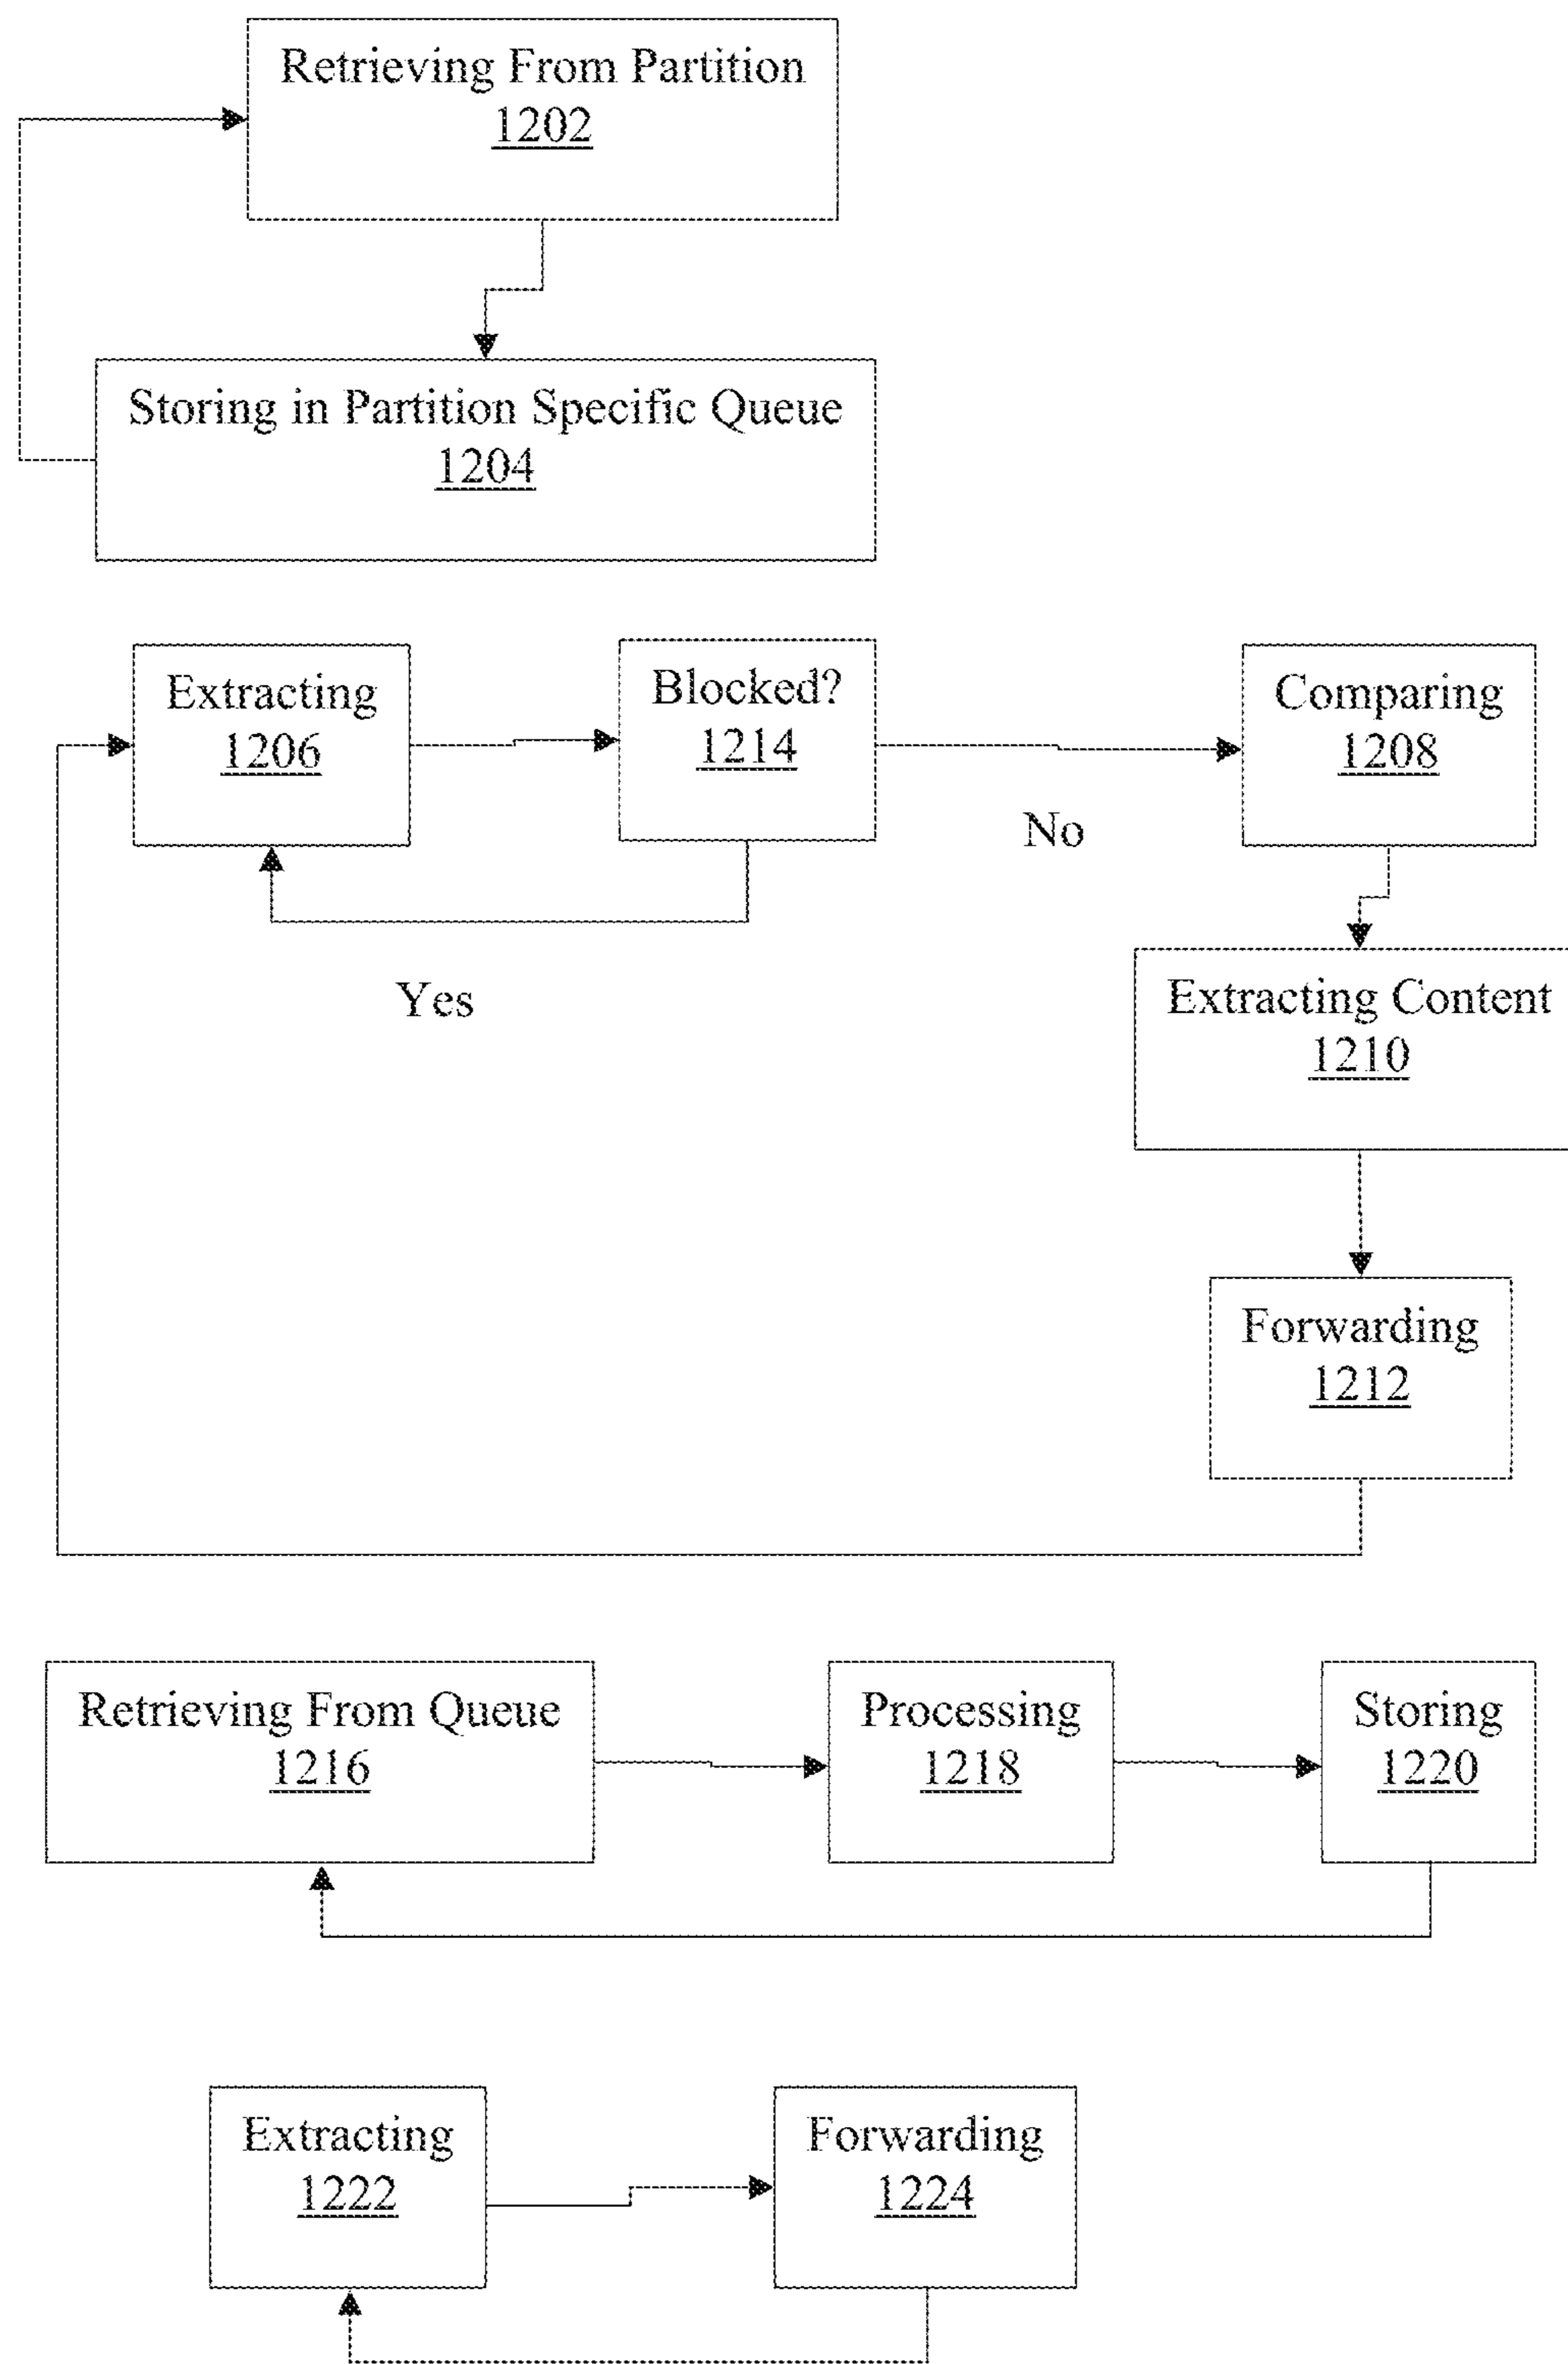 Retrieving From Partition
1202
Storing in Partition Specific Queue
1204
Extracting
1206
Blocked?
1214
Comparing
1208
No
Yes
Extracting Content
1210
Forwarding
1212
Retrieving From Queue
1216
Processing
1218
Storing
1220
Extracting
1222
Forwarding
1224